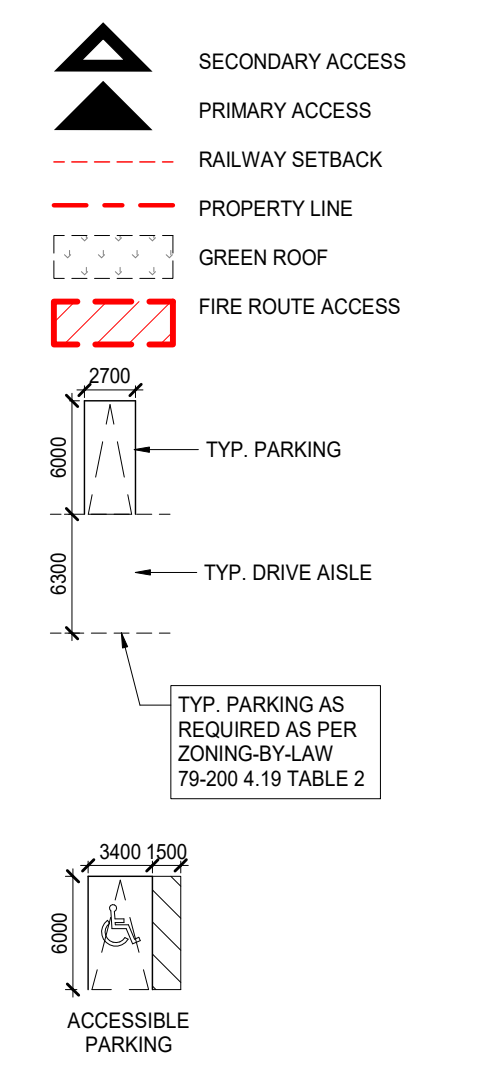 SECONDARY ACCESS
PRIMARY ACCESS
RAILWAY SETBACK
PROPERTY LINE
GREEN ROOF
FIRE ROUTE ACCESS
2700
6000
TYP. PARKING
6300
TYP. DRIVE AISLE
TYP. PARKING AS
REQUIRED AS PER
ZONING-BY-LAW
79-200 4.19 TABLE 2
3400 1500
6000
ACCESSIBLE
PARKING